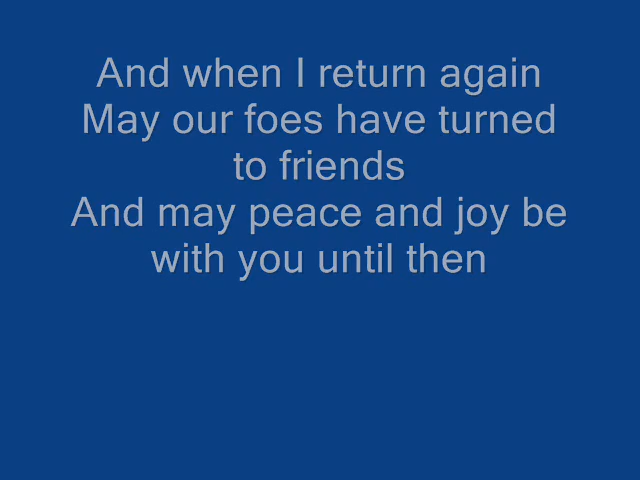 And when I return again
May our foes have turned
to friends
And may peace and joy be
with you until then